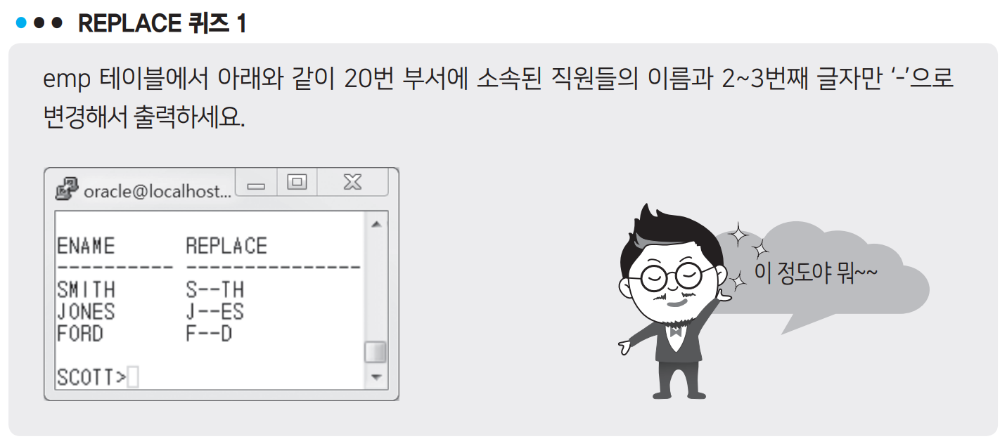 REPLACE 퀴즈 1
emp 테이블에서 아래와 같이 20번 부서에 소속된 직원들의 이름과 2~3번째 글자만 ‘-’으로
변경해서 출력하세요.
oracle@localhost...
ENAME REPLACE
---------- ---------------
SMITH S--TH
JONES J--ES
FORD F--D
SCOTT>
이 정도야 뭐~~